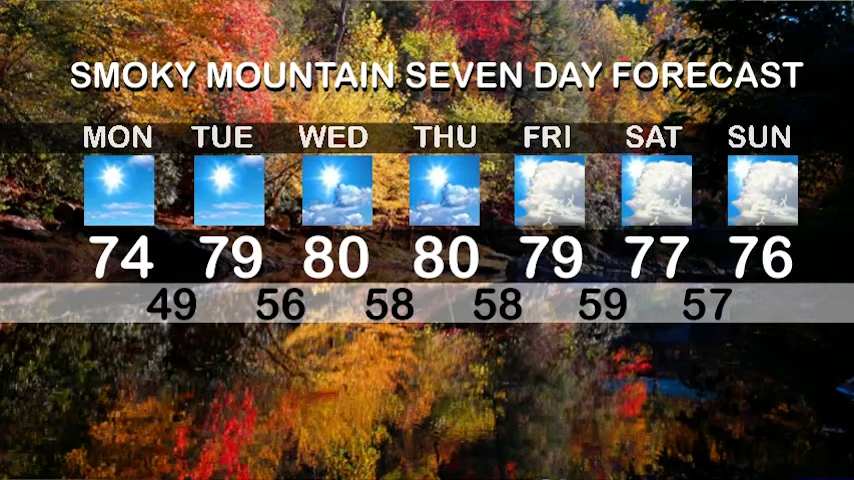 SMOKY MOUNTAIN SEVEN DAY FORECAST
MON TUE WED THU FRI SAT SUN
74 79 80 80 79 77 76
49 56 58 58 59 57